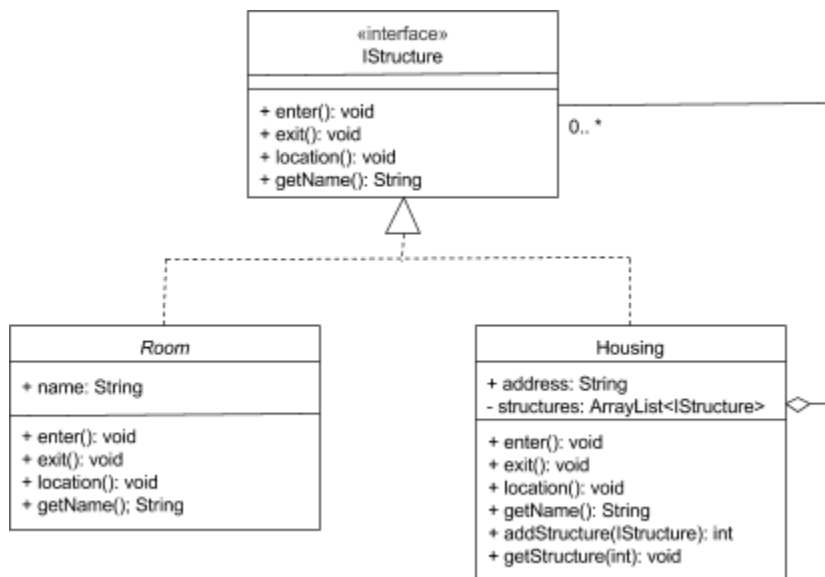 «interface»
IStructure
+ enter(): void
+ exit(): void
+ location(): void
+ getName(): String
0.. *
Room
+ name: String
+ enter(): void
+ exit(): void
+ location(): void
+ getName(); String
Housing
+ address: String
- structures: ArrayList<IStructure>
+ enter(): void
+ exit(): void
+ location(): void
+ getName(): String
+ addStructure(IStructure): int
+ getStructure(int): void